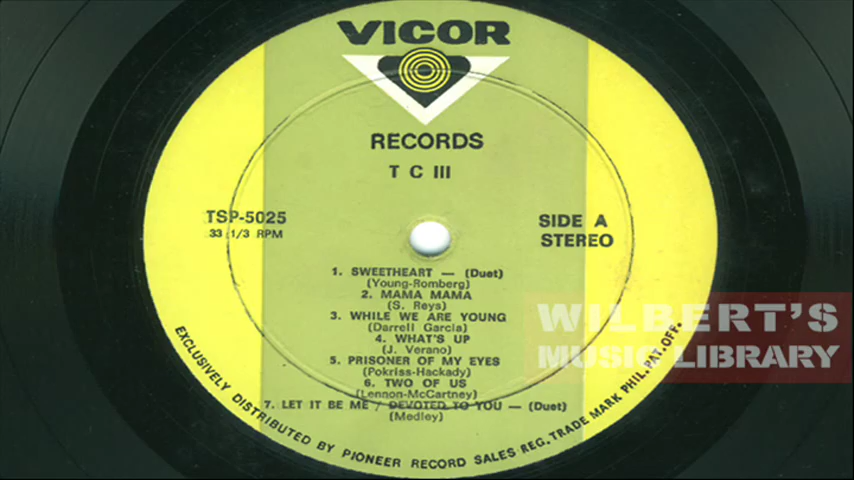 VICOR
RECORDS
T C III
TSP-5025
33 1/3 RPM
SIDE A
STEREO
1. SWEETHEART — (Duet)
(Young-Romberg)
2. MAMA MAMA
(S. Reys)
3. WHILE WE ARE YOUNG
(Darrell Garcia)
4. WHAT'S UP
(J. Verano)
5. PRISONER OF MY EYES
(Pokriss-Hackady)
6. TWO OF US
(Lennon-McCartney)
7. LET IT BE ME / DEVOTED TO YOU — (Duet)
(Medley)
EXCLUSIVELY DISTRIBUTED BY PIONEER RECORD SALES REG. TRADE MARK PHIL. PAT. OFF.
WILBERT'S
MUSIC LIBRARY